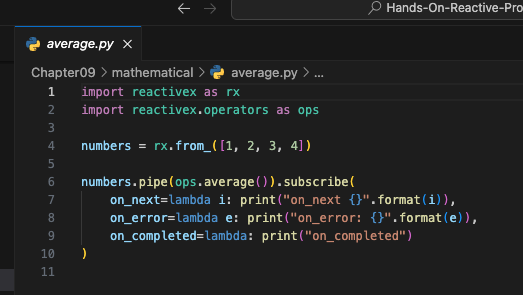 Hands-On-Reactive-Pro
average.py
Chapter09 > mathematical > average.py > ...
1 import reactivex as rx
2 import reactivex.operators as ops
3
4 numbers = rx.from_([1, 2, 3, 4])
5
6 numbers.pipe(ops.average()).subscribe(
7     on_next=lambda i: print("on_next {}".format(i)),
8     on_error=lambda e: print("on_error: {}".format(e)),
9     on_completed=lambda: print("on_completed")
10 )
11